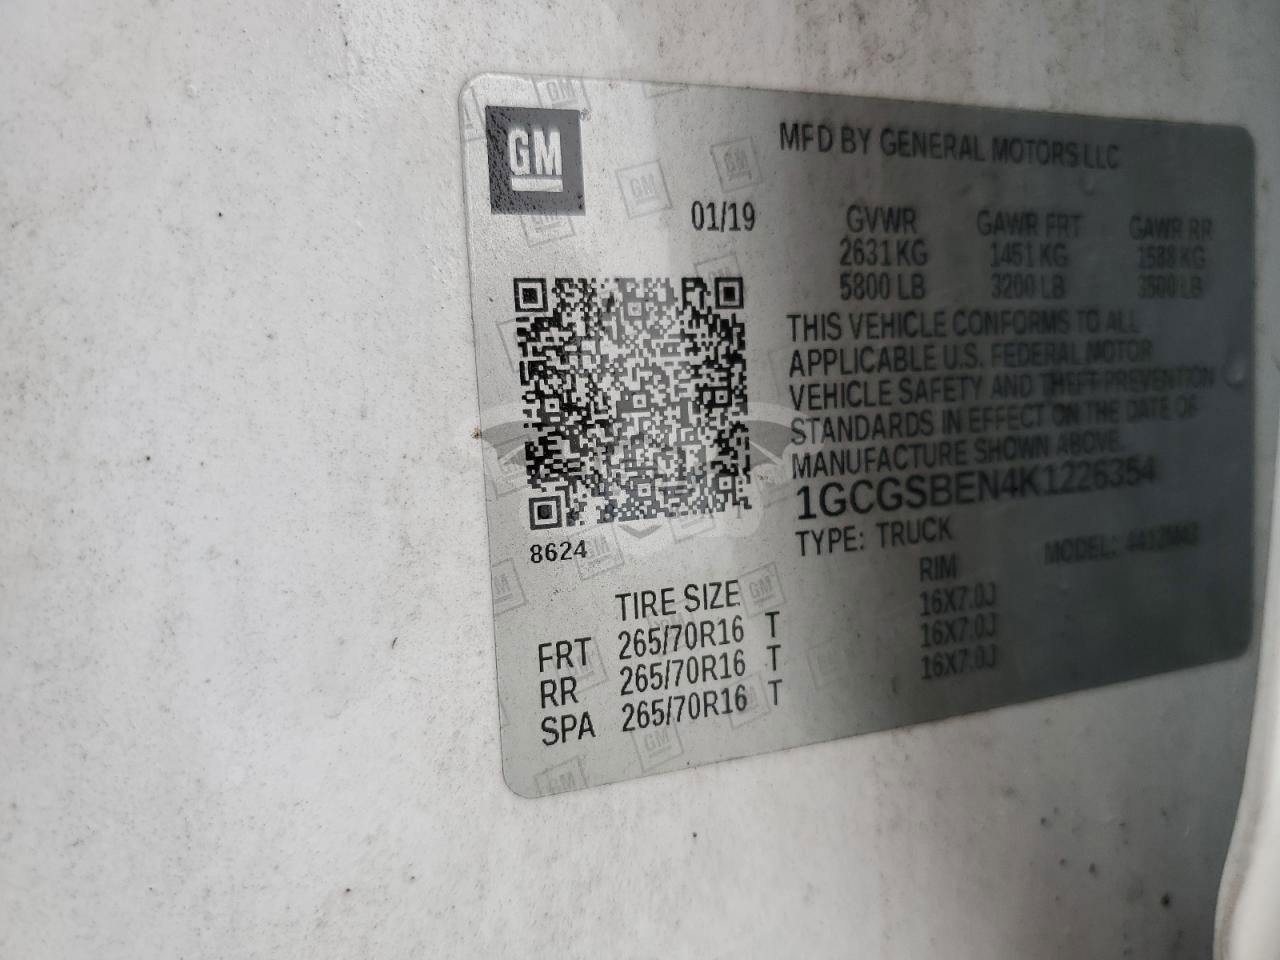 GM
MFD BY GENERAL MOTORS LLC
01/19
GVWR GAWR FRT GAWR RR
2631 KG 1451 KG 1588 KG
5800 LB 3200 LB 3500 LB
THIS VEHICLE CONFORMS TO ALL
APPLICABLE U.S. FEDERAL MOTOR
VEHICLE SAFETY AND THEFT PREVENTION
STANDARDS IN EFFECT ON THE DATE OF
MANUFACTURE SHOWN ABOVE.
1GCGSBEN4K1226354
TYPE: TRUCK MODEL:
8624
TIRE SIZE RIM
FRT 265/70R16 T 16X7.0J
RR 265/70R16 T 16X7.0J
SPA 265/70R16 T 16X7.0J